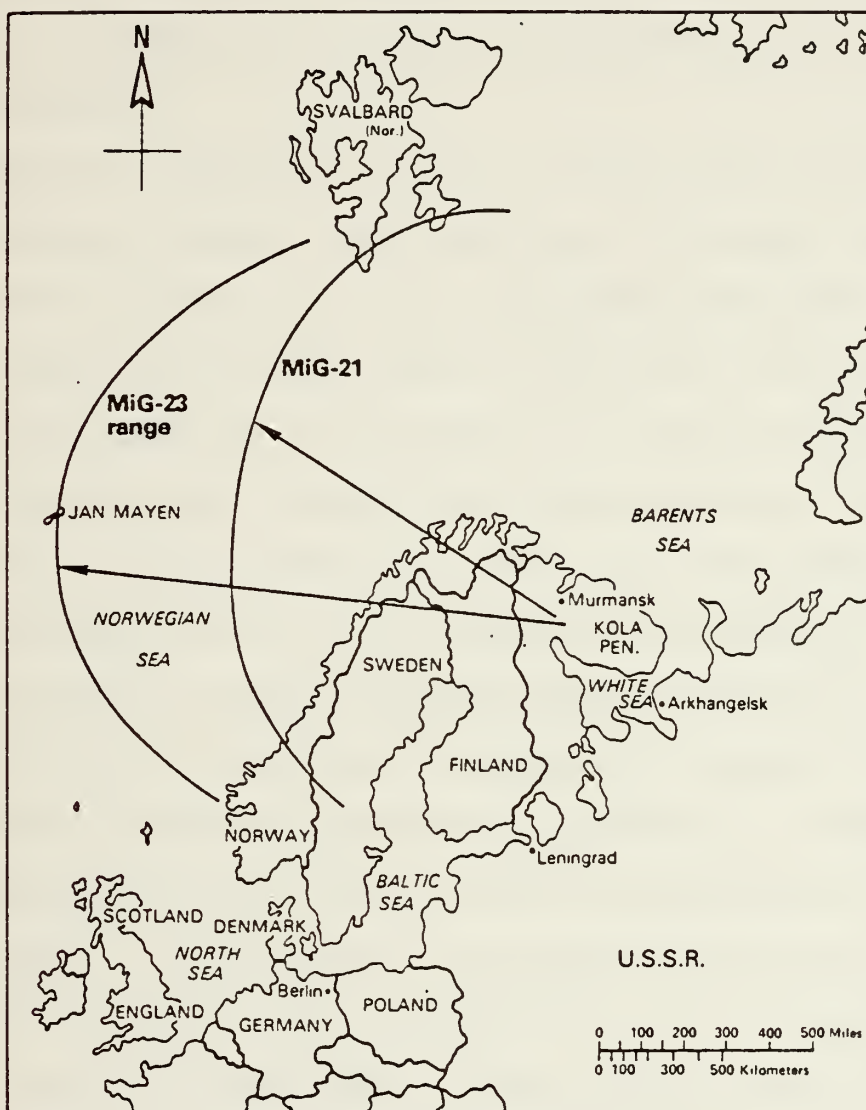 N
SVALBARD
(Nor.)
MiG-21
MiG-23
range
JAN MAYEN
BARENTS
SEA
Murmansk
NORWEGIAN
SEA
KOLA
PEN.
SWEDEN
WHITE
SEA
Arkhangelsk
FINLAND
NORWAY
Leningrad
BALTIC
SEA
SCOTLAND
DENMARK
NORTH
SEA
U.S.S.R.
Berlin
POLAND
ENGLAND
GERMANY
0 100 200 300 400 500 Miles
0 100 300 500 Kilometers